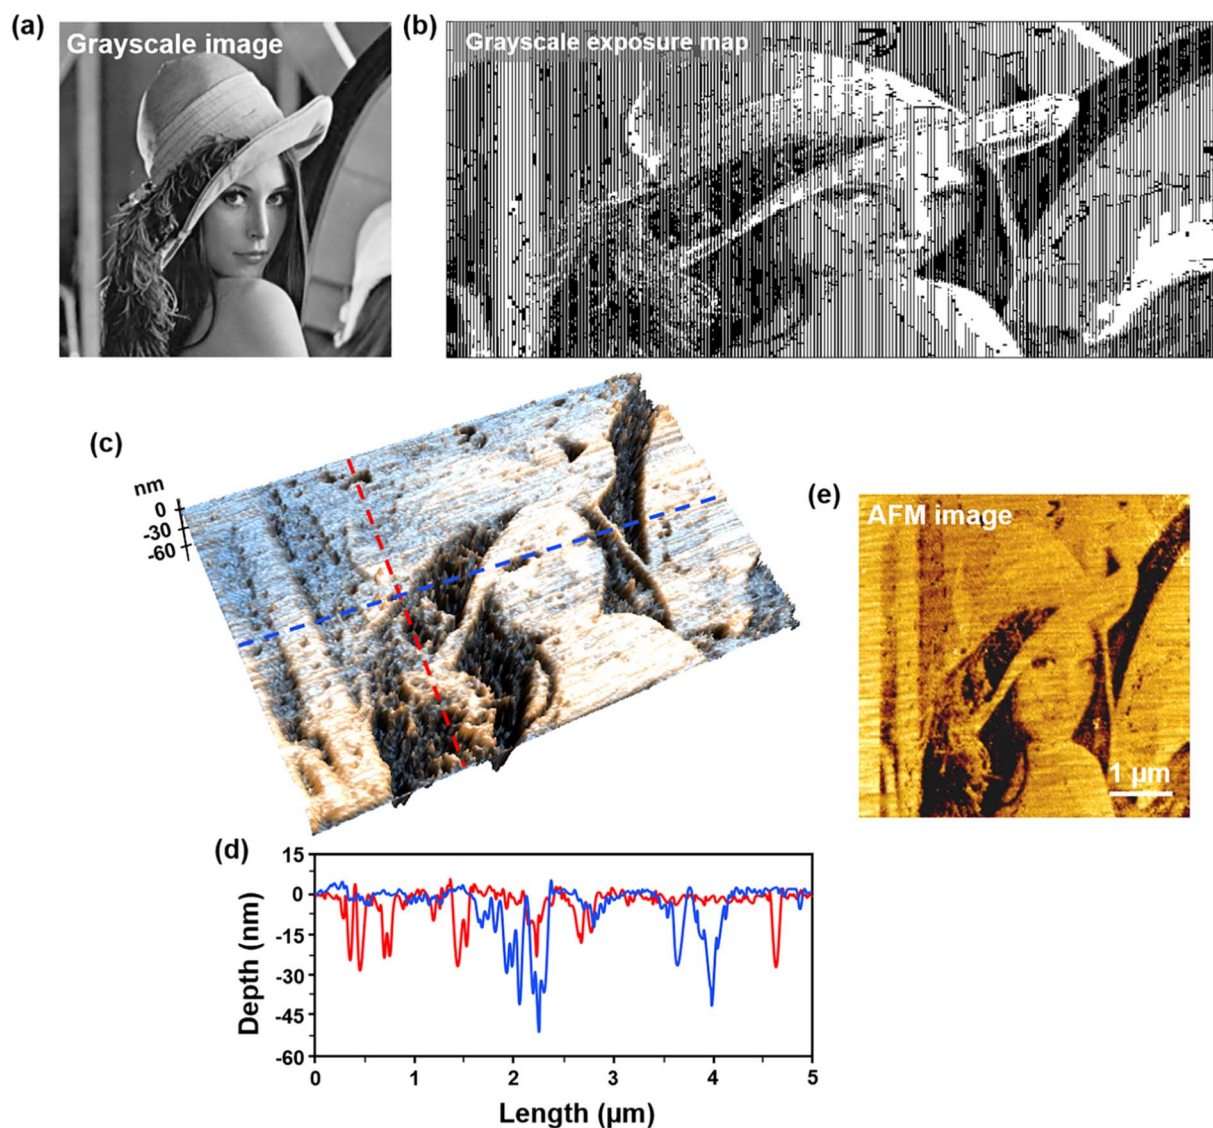 (a)
Grayscale image
(b)
Grayscale exposure map
(c)
nm
0
-30
-60
(e)
AFM image
1 µm
(d)
15
0
-15
-30
-45
-60
Depth (nm)
0 1 2 3 4 5
Length (µm)